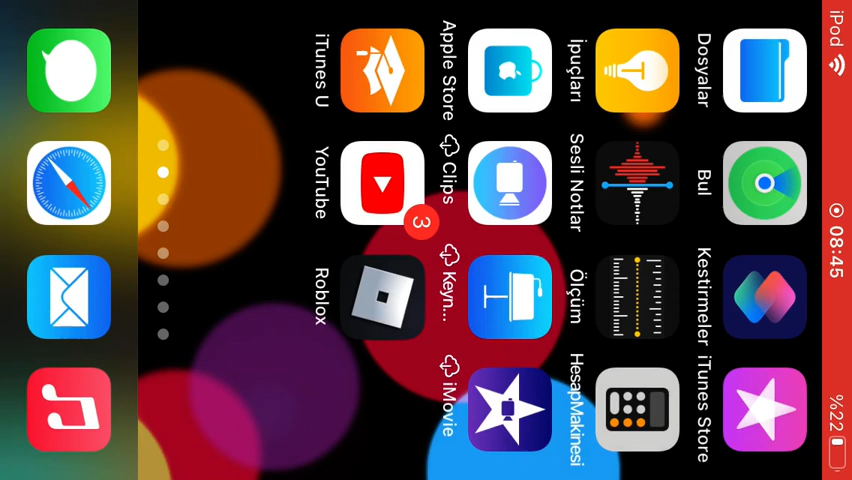 iPod 08:45 %22
Dosyalar Bul Kestirmeler iTunes Store
İpuçları Sesli Notlar Ölçüm HesapMakinesi
Apple Store Clips Keyn... iMovie
3
iTunes U YouTube Roblox